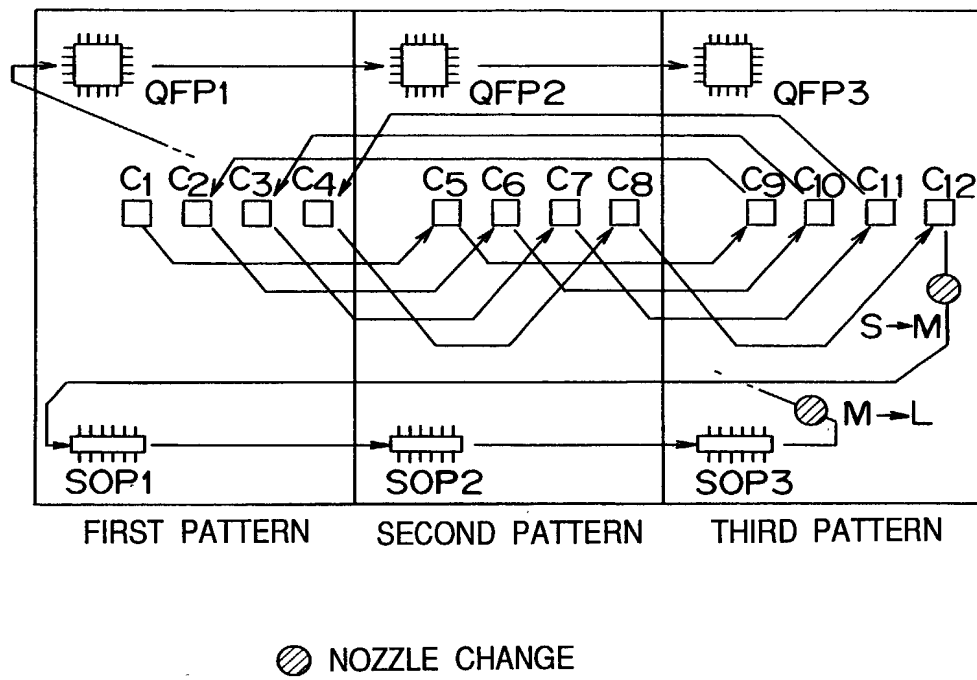 QFP1 QFP2 QFP3
C1 C2 C3 C4 C5 C6 C7 C8 C9 C10 C11 C12
S→M
M→L
SOP1 SOP2 SOP3
FIRST PATTERN SECOND PATTERN THIRD PATTERN
NOZZLE CHANGE